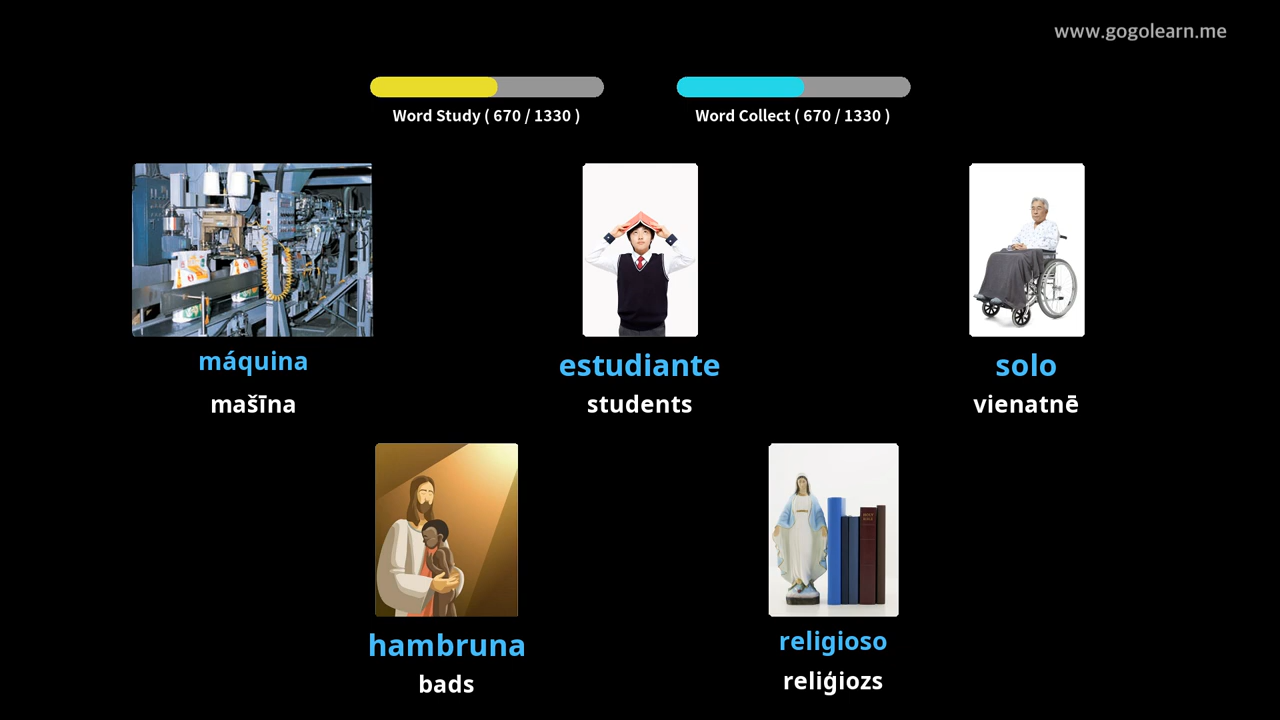 www.gogolearn.me
Word Study ( 670 / 1330 )
Word Collect ( 670 / 1330 )
máquina
mašīna
estudiante
students
solo
vienatnē
hambruna
bads
religioso
reliģiozs